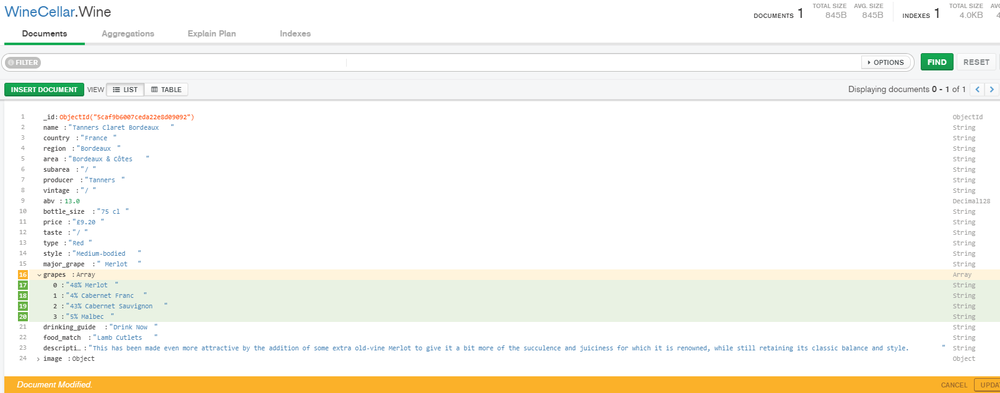 WineCellar.Wine
DOCUMENTS 1 TOTAL SIZE 845B AVG. SIZE 845B INDEXES 1 TOTAL SIZE 4.0KB
Documents Aggregations Explain Plan Indexes
FILTER OPTIONS FIND RESET
INSERT DOCUMENT VIEW LIST TABLE Displaying documents 0 - 1 of 1
1 _id:ObjectId("5caf9b6007ceda22e8d09092") ObjectId
2 name :"Tanners Claret Bordeaux " String
3 country :"France " String
4 region :"Bordeaux " String
5 area :"Bordeaux & Côtes " String
6 subarea :"/ " String
7 producer :"Tanners " String
8 vintage :"/ " String
9 abv :13.0 Decimal128
10 bottle_size :"75 cl " String
11 price :"£9.20 " String
12 taste :"/ " String
13 type :"Red " String
14 style :"Medium-bodied " String
15 major_grape :" Merlot " String
16 grapes :Array Array
17 0 :"48% Merlot " String
18 1 :"4% Cabernet Franc " String
19 2 :"43% Cabernet Sauvignon " String
20 3 :"5% Malbec " String
21 drinking_guide :"Drink Now " String
22 food_match :"Lamb Cutlets " String
23 descripti… :"This has been made even more attractive by the addition of some extra old-vine Merlot to give it a bit more of the succulence and juiciness for which it is renowned, while still retaining its classic balance and style. " String
24 image :Object Object
Document Modified. CANCEL